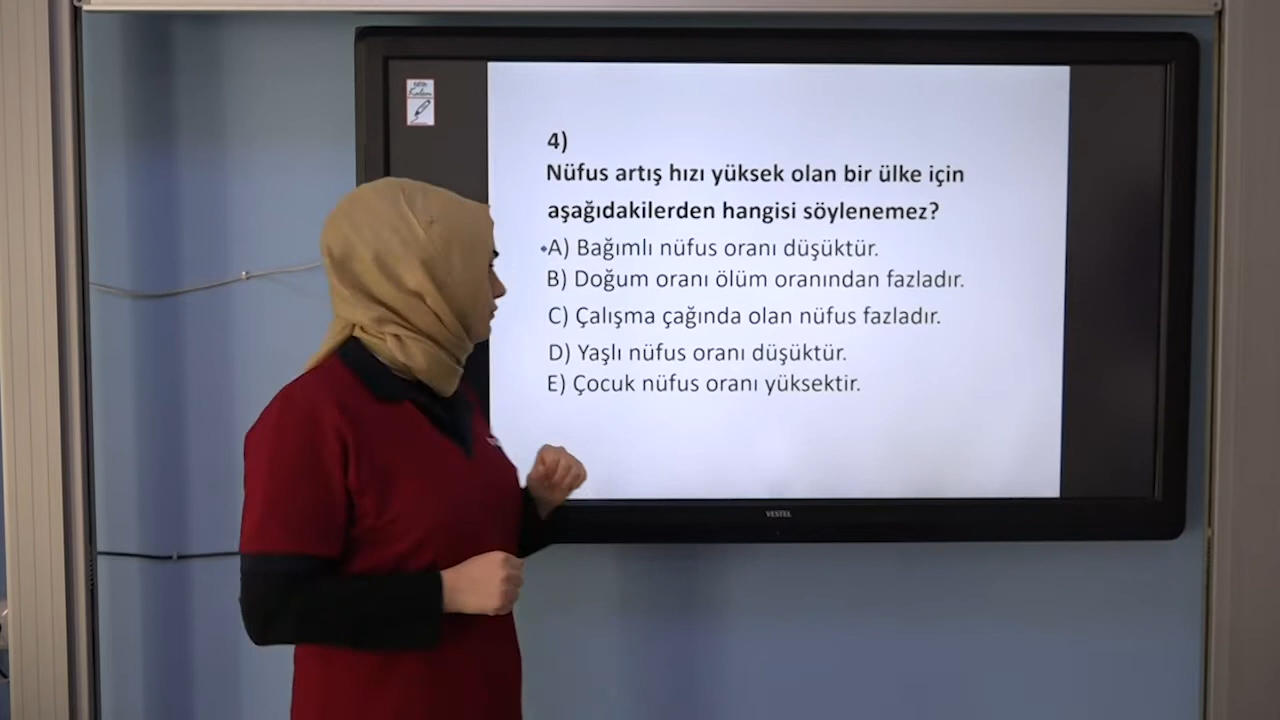 Kalem
4)
Nüfus artış hızı yüksek olan bir ülke için
aşağıdakilerden hangisi söylenemez?
A) Bağımlı nüfus oranı düşüktür.
B) Doğum oranı ölüm oranından fazladır.
C) Çalışma çağında olan nüfus fazladır.
D) Yaşlı nüfus oranı düşüktür.
E) Çocuk nüfus oranı yüksektir.
VESTEL